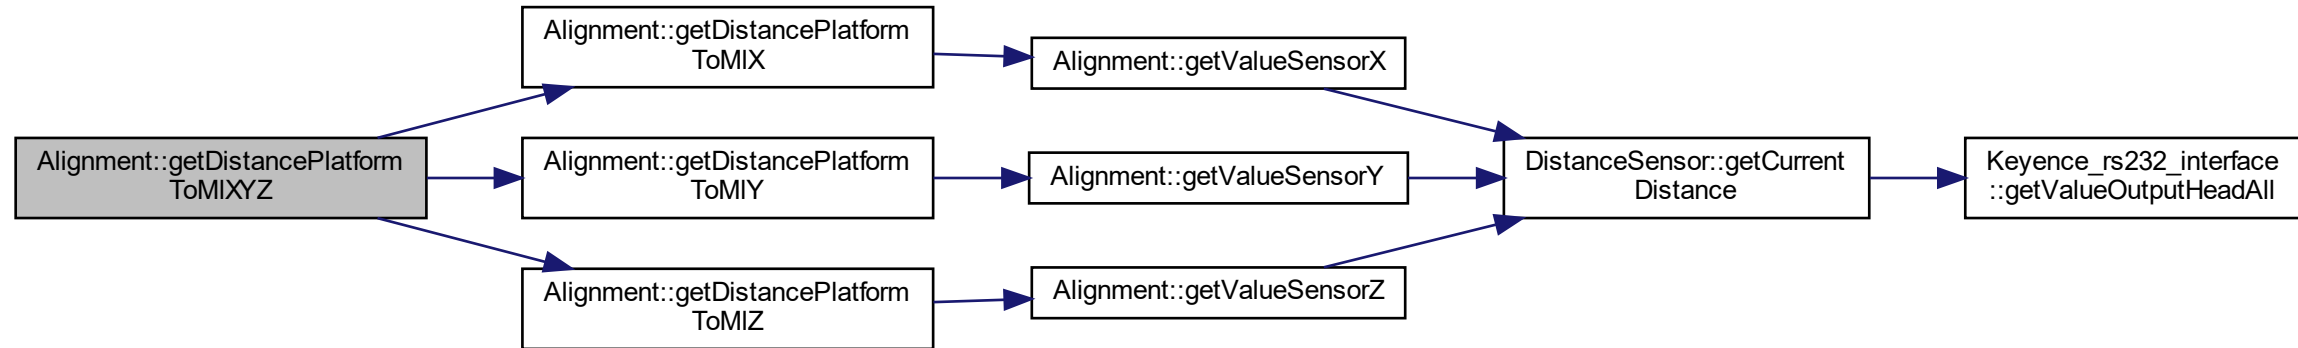 Alignment::getDistancePlatform
ToMIXYZ
Alignment::getDistancePlatform
ToMIX
Alignment::getDistancePlatform
ToMIY
Alignment::getDistancePlatform
ToMIZ
Alignment::getValueSensorX
Alignment::getValueSensorY
Alignment::getValueSensorZ
DistanceSensor::getCurrent
Distance
Keyence_rs232_interface
::getValueOutputHeadAll